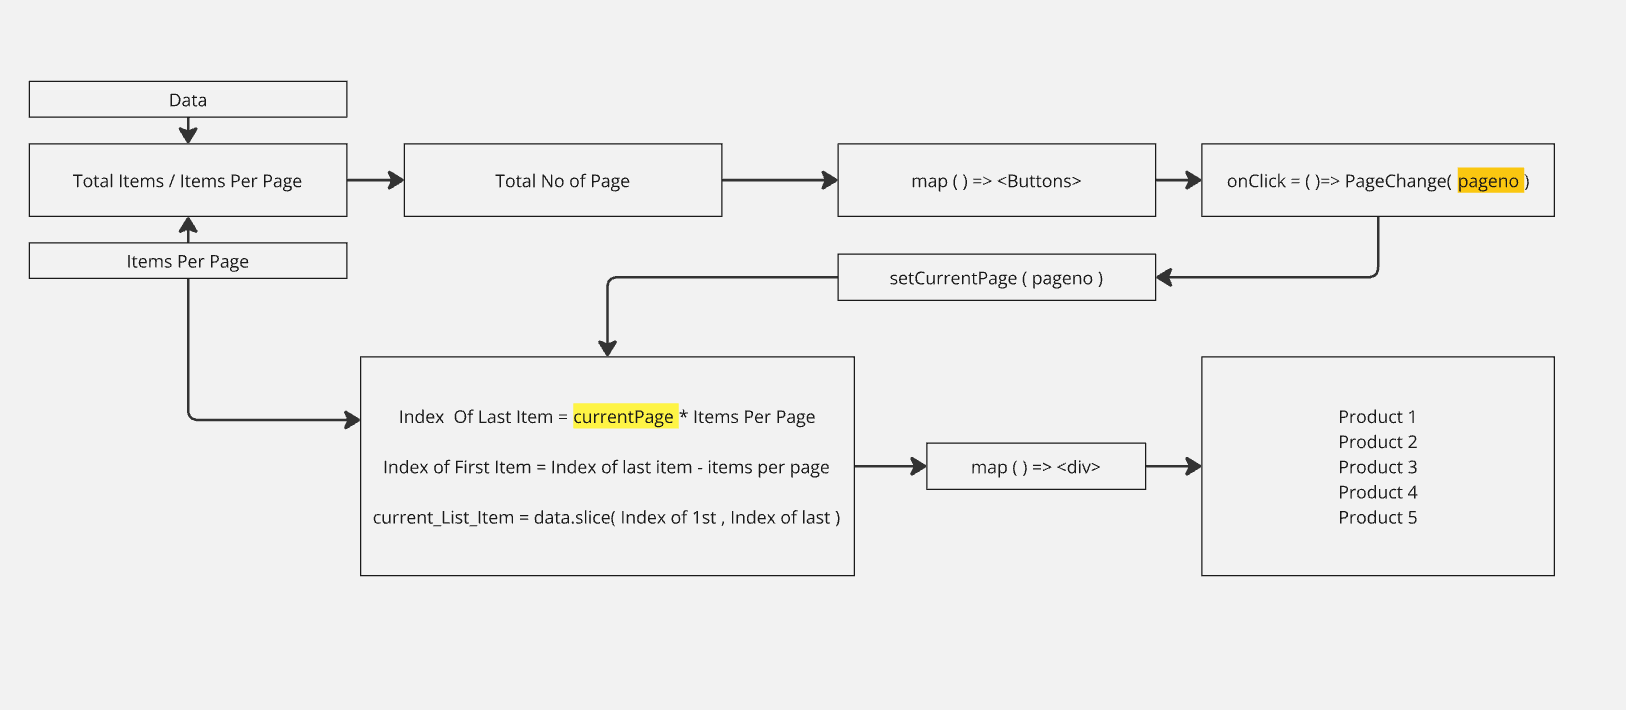 Data
Total Items / Items Per Page
Total No of Page
map ( ) => <Buttons>
onClick = ( )=> PageChange( pageno )
Items Per Page
setCurrentPage ( pageno )
Index  Of Last Item = currentPage * Items Per Page
Index of First Item = Index of last item - items per page
current_List_Item = data.slice( Index of 1st , Index of last )
map ( ) => <div>
Product 1
Product 2
Product 3
Product 4
Product 5